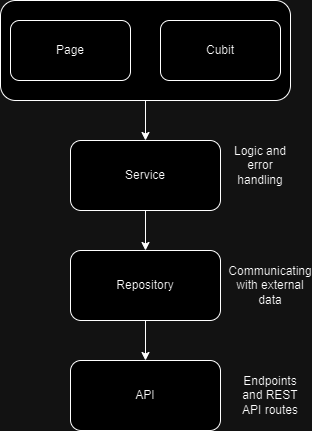 Page
Cubit
Service
Logic and
error
handling
Repository
Communicating
with external
data
API
Endpoints
and REST
API routes